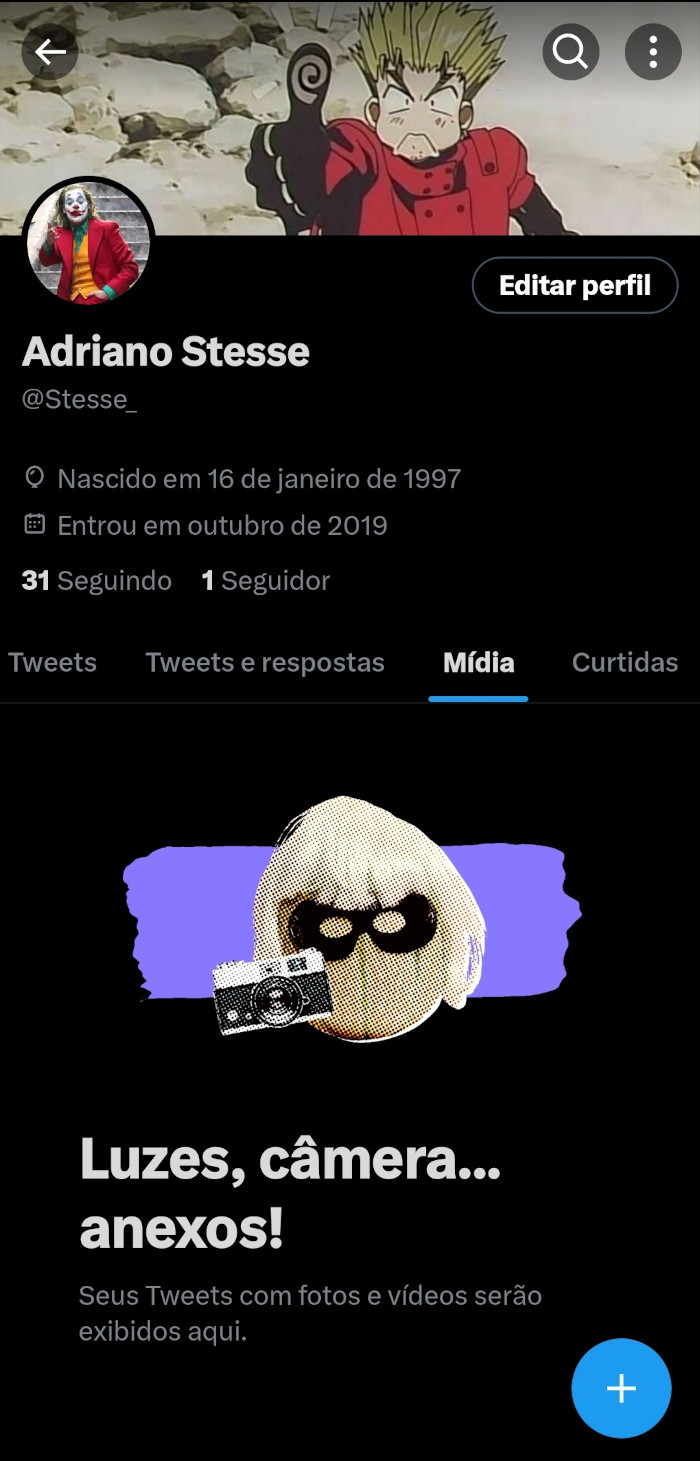 Editar perfil
Adriano Stesse
@Stesse_
Nascido em 16 de janeiro de 1997
Entrou em outubro de 2019
31 Seguindo 1 Seguidor
Tweets Tweets e respostas Mídia Curtidas
Luzes, câmera...
anexos!
Seus Tweets com fotos e vídeos serão
exibidos aqui.